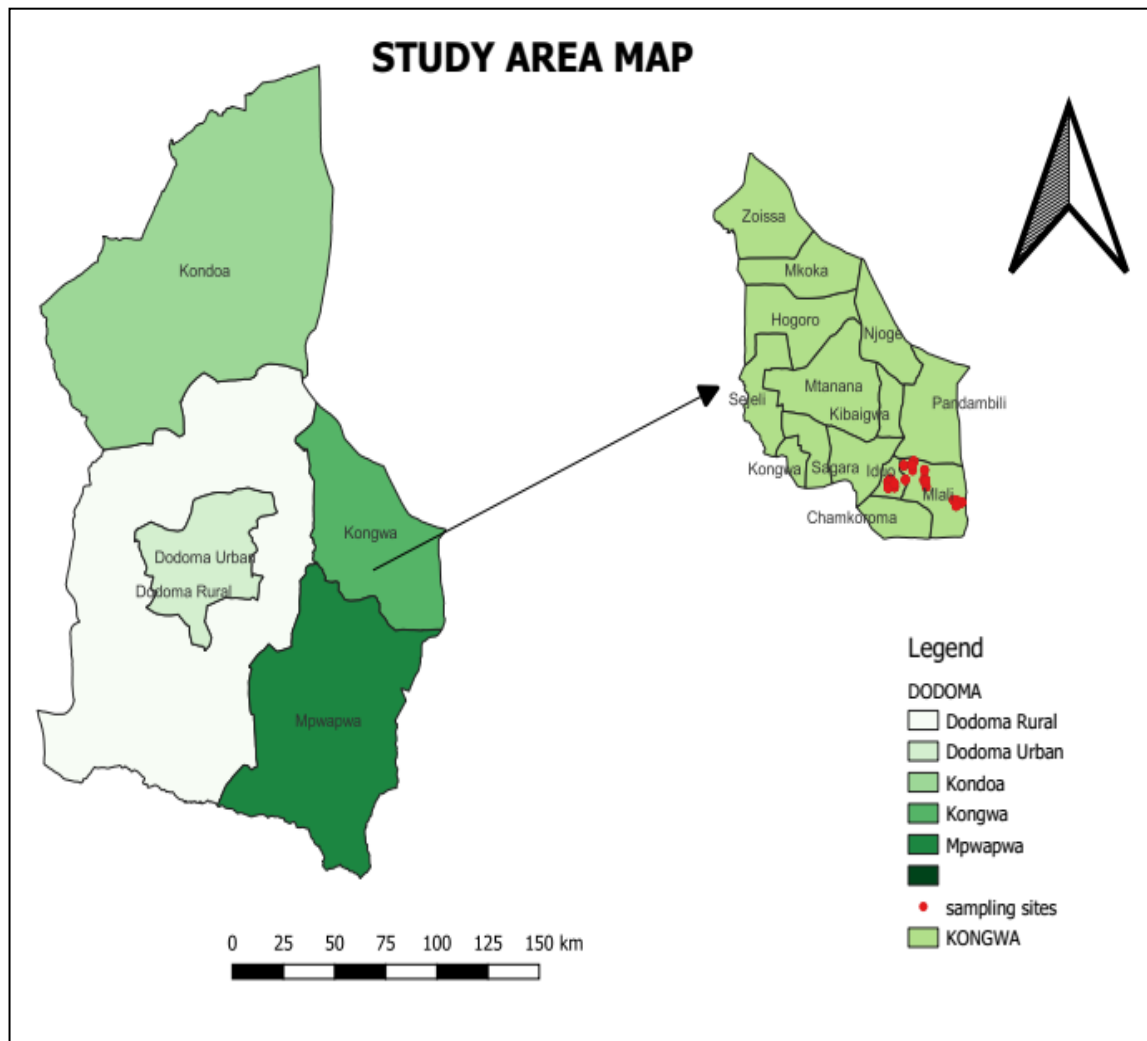 STUDY AREA MAP
Kondoa
Dodoma Urban
Dodoma Rural
Kongwa
Mpwapwa
Zoissa
Mkoka
Hogoro
Njoge
Mtanana
Sejeli
Kibaigwa
Pandambili
Kongwa
Sagara
Iduo
Mlali
Chamkoroma
Legend
DODOMA
Dodoma Rural
Dodoma Urban
Kondoa
Kongwa
Mpwapwa
sampling sites
KONGWA
0 25 50 75 100 125 150 km